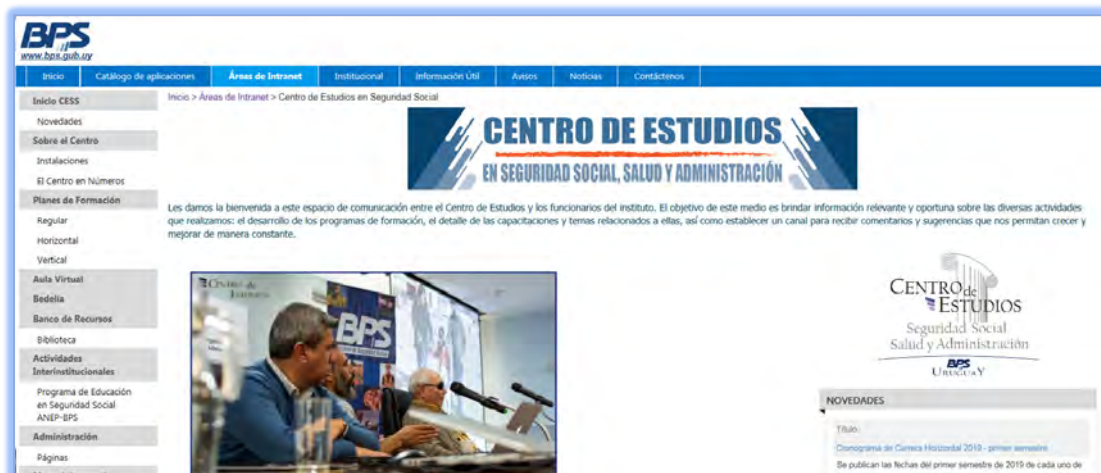 BPS
www.bps.gub.uy
Inicio
Catálogo de aplicaciones
Áreas de Intranet
Institucional
Información Útil
Avisos
Noticias
Contáctenos
Inicio CESS
Novedades
Sobre el Centro
Instalaciones
El Centro en Números
Planes de Formación
Regular
Horizontal
Vertical
Aula Virtual
Bedelía
Banco de Recursos
Biblioteca
Actividades
Interinstitucionales
Programa de Educación
en Seguridad Social
ANEP-BPS
Administración
Páginas
Inicio > Áreas de Intranet > Centro de Estudios en Seguridad Social
CENTRO DE ESTUDIOS
EN SEGURIDAD SOCIAL, SALUD Y ADMINISTRACIÓN
Les damos la bienvenida a este espacio de comunicación entre el Centro de Estudios y los funcionarios del instituto. El objetivo de este medio es brindar información relevante y oportuna sobre las diversas actividades
que realizamos: el desarrollo de los programas de formación, el detalle de las capacitaciones y temas relacionados a ellas, así como establecer un canal para recibir comentarios y sugerencias que nos permitan crecer y
mejorar de manera constante.
CENTRO de
ESTUDIOS
BPS
CENTRO de
ESTUDIOS
Seguridad Social
Salud y Administración
BPS
URUGUAY
NOVEDADES
Título:
Cronograma de Carrera Horizontal 2019 - primer semestre
Se publican las fechas del primer semestre de 2019 de cada uno de